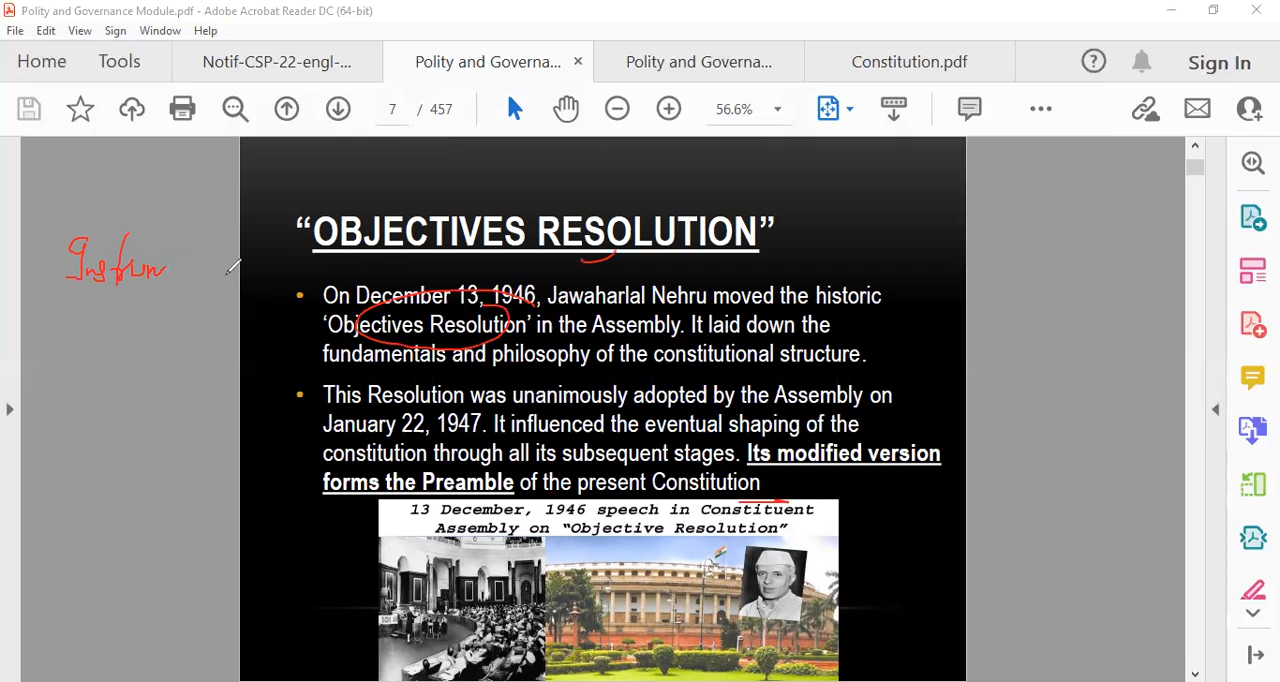 Polity and Governance Module.pdf - Adobe Acrobat Reader DC (64-bit)
File Edit View Sign Window Help
Home Tools Notif-CSP-22-engl-... Polity and Governa... × Polity and Governa... Constitution.pdf Sign In
7 / 457 56.6%
“OBJECTIVES RESOLUTION”
• On December 13, 1946, Jawaharlal Nehru moved the historic
‘Objectives Resolution’ in the Assembly. It laid down the
fundamentals and philosophy of the constitutional structure.
• This Resolution was unanimously adopted by the Assembly on
January 22, 1947. It influenced the eventual shaping of the
constitution through all its subsequent stages. Its modified version
forms the Preamble of the present Constitution
13 December, 1946 speech in Constituent
Assembly on “Objective Resolution”